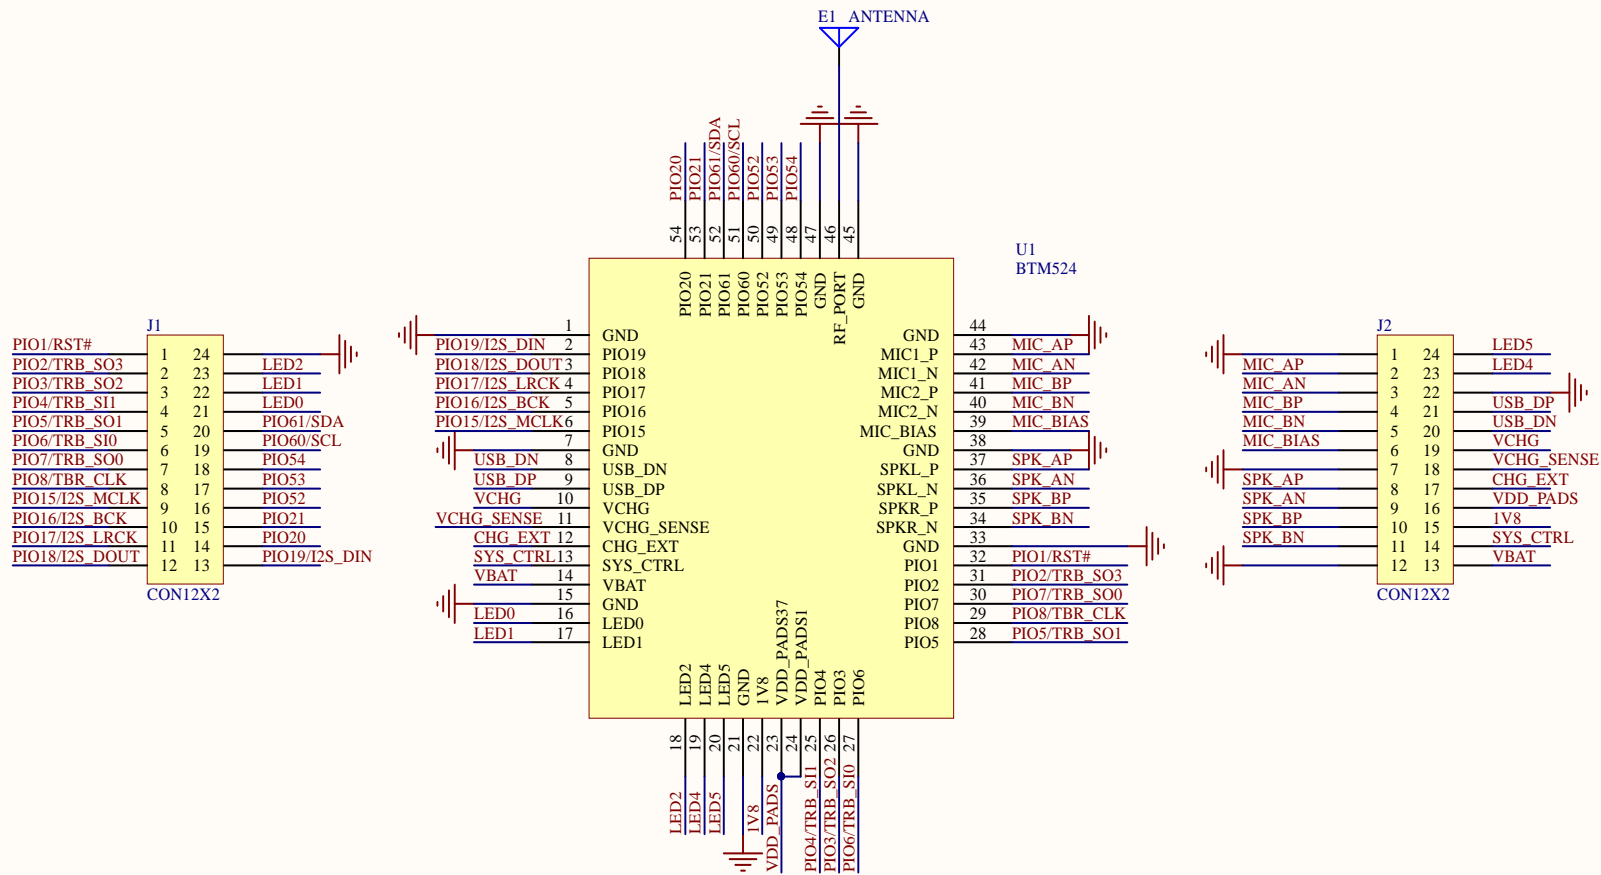 E1 ANTENNA
PIO20
PIO21
PIO61/SDA
PIO60/SCL
PIO52
PIO53
PIO54
54
53
52
51
50
49
48
47
46
45
U1
BTM524
PIO20
PIO21
PIO61
PIO60
PIO52
PIO53
PIO54
GND
RF_PORT
GND
J1
PIO1/RST# 1 24
PIO2/TRB_SO3 2 23 LED2
PIO3/TRB_SO2 3 22 LED1
PIO4/TRB_SI1 4 21 LED0
PIO5/TRB_SO1 5 20 PIO61/SDA
PIO6/TRB_SI0 6 19 PIO60/SCL
PIO7/TRB_SO0 7 18 PIO54
PIO8/TBR_CLK 8 17 PIO53
PIO15/I2S_MCLK 9 16 PIO52
PIO16/I2S_BCK 10 15 PIO21
PIO17/I2S_LRCK 11 14 PIO20
PIO18/I2S_DOUT 12 13 PIO19/I2S_DIN
CON12X2
1 GND
PIO19/I2S_DIN 2 PIO19
PIO18/I2S_DOUT 3 PIO18
PIO17/I2S_LRCK 4 PIO17
PIO16/I2S_BCK 5 PIO16
PIO15/I2S_MCLK 6 PIO15
7 GND
USB_DN 8 USB_DN
USB_DP 9 USB_DP
VCHG 10 VCHG
VCHG_SENSE 11 VCHG_SENSE
CHG_EXT 12 CHG_EXT
SYS_CTRL 13 SYS_CTRL
VBAT 14 VBAT
15 GND
LED0 16 LED0
LED1 17 LED1
GND 44
MIC1_P 43 MIC_AP
MIC1_N 42 MIC_AN
MIC2_P 41 MIC_BP
MIC2_N 40 MIC_BN
MIC_BIAS 39 MIC_BIAS
GND 38
SPKL_P 37 SPK_AP
SPKL_N 36 SPK_AN
SPKR_P 35 SPK_BP
SPKR_N 34 SPK_BN
GND 33
PIO1 32 PIO1/RST#
PIO2 31 PIO2/TRB_SO3
PIO7 30 PIO7/TRB_SO0
PIO8 29 PIO8/TBR_CLK
PIO5 28 PIO5/TRB_SO1
J2
1 24 LED5
MIC_AP 2 23 LED4
MIC_AN 3 22
MIC_BP 4 21 USB_DP
MIC_BN 5 20 USB_DN
MIC_BIAS 6 19 VCHG
7 18 VCHG_SENSE
SPK_AP 8 17 CHG_EXT
SPK_AN 9 16 VDD_PADS
SPK_BP 10 15 1V8
SPK_BN 11 14 SYS_CTRL
12 13 VBAT
CON12X2
LED2
LED4
LED5
GND
1V8
VDD_PADS37
VDD_PADS1
PIO4
PIO3
PIO6
18
19
20
21
22
23
24
25
26
27
LED2
LED4
LED5
1V8
VDD_PADS
PIO4/TRB_SI1
PIO3/TRB_SO2
PIO6/TRB_SI0